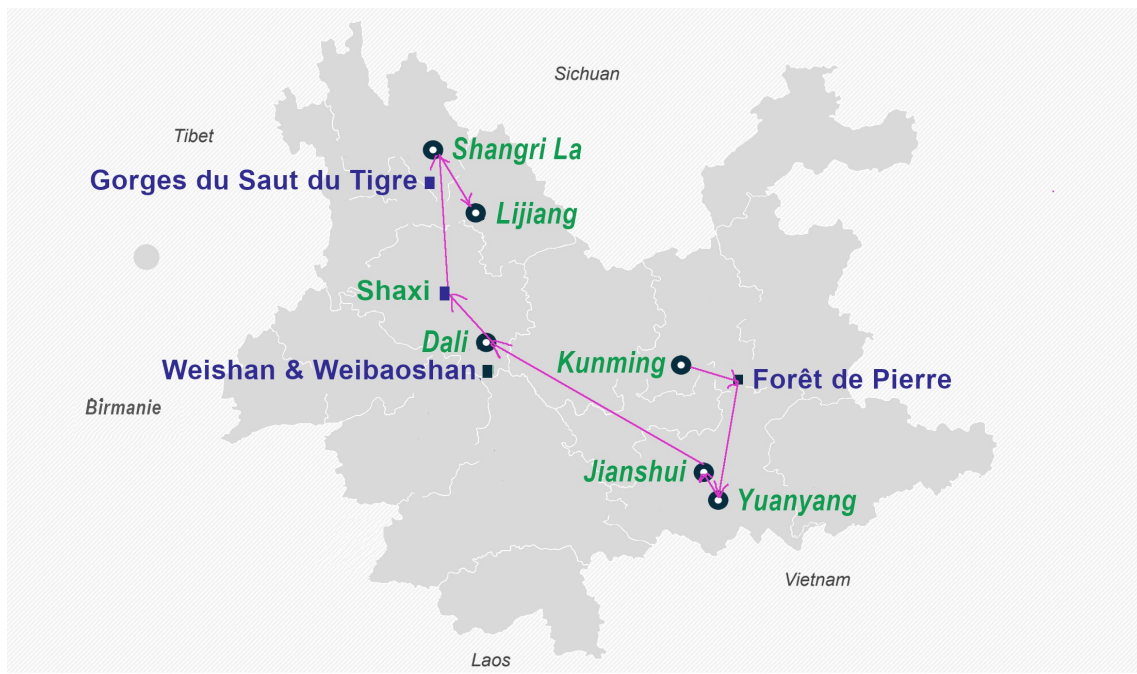 Sichuan
Tibet
Shangri La
Gorges du Saut du Tigre
Lijiang
Shaxi
Dali
Weishan & Weibaoshan
Kunming
Forêt de Pierre
Birmanie
Jianshui
Yuanyang
Vietnam
Laos